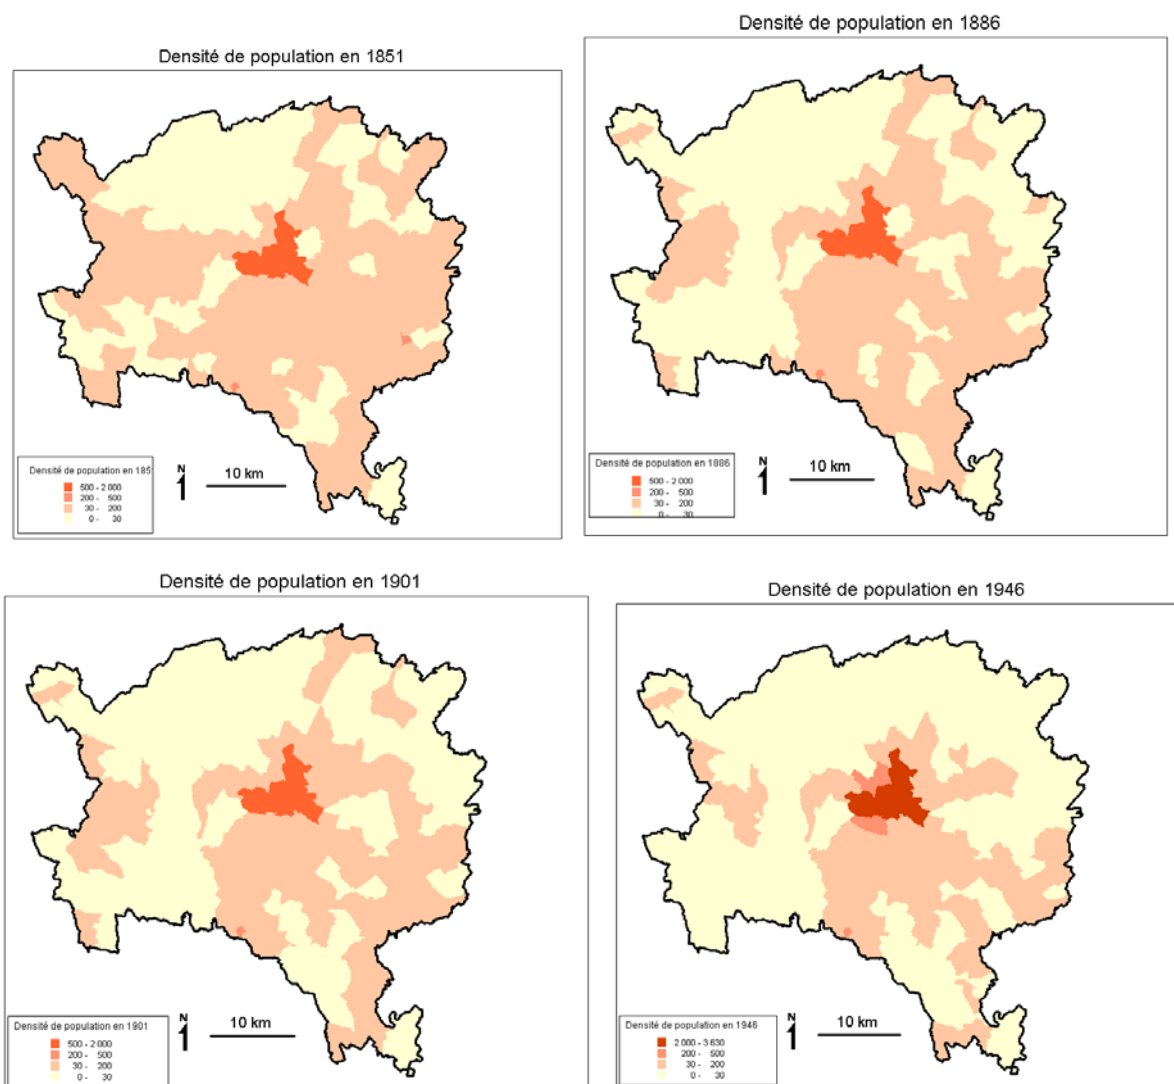 Densité de population en 1851
Densité de population en 185
500 - 2 000
200 - 500
30 - 200
0 - 30
N
10 km
Densité de population en 1886
Densité de population en 1886
500 - 2 000
200 - 500
30 - 200
0 - 30
N
10 km
Densité de population en 1901
Densité de population en 1901
500 - 2 000
200 - 500
30 - 200
0 - 30
N
10 km
Densité de population en 1946
Densité de population en 1946
2 000 - 3 630
200 - 500
30 - 200
0 - 30
N
10 km